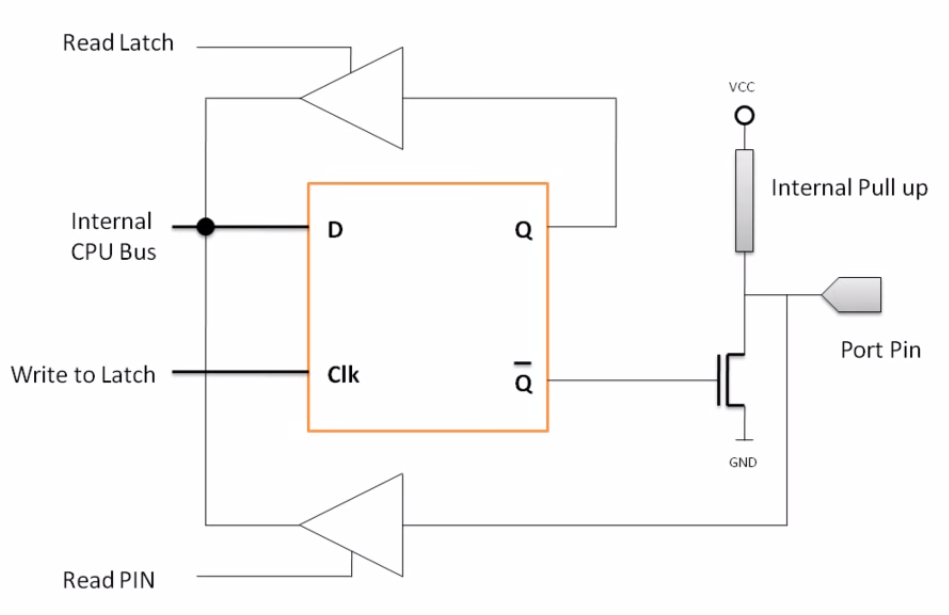 Read Latch
VCC
Internal Pull up
Internal
CPU Bus
D
Q
Port Pin
Write to Latch
Clk
Q̅
GND
Read PIN